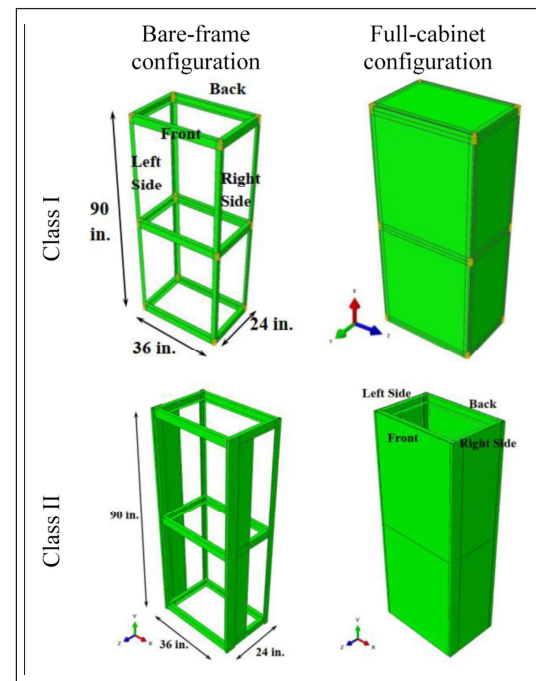 Bare-frame
configuration
Full-cabinet
configuration
Class I
Back
Front
Left
Side
Right
Side
90
in.
36 in.
24 in.
X
Y
Z
Class II
90 in.
36 in.
24 in.
Y
Z
X
Left Side
Back
Front
Right Side
Y
Z
X